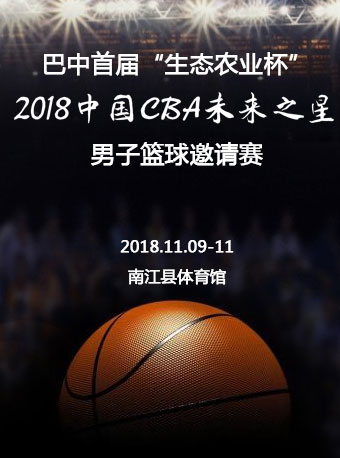 巴中首届“生态农业杯”
2018中国CBA未来之星
男子篮球邀请赛
2018.11.09-11
南江县体育馆